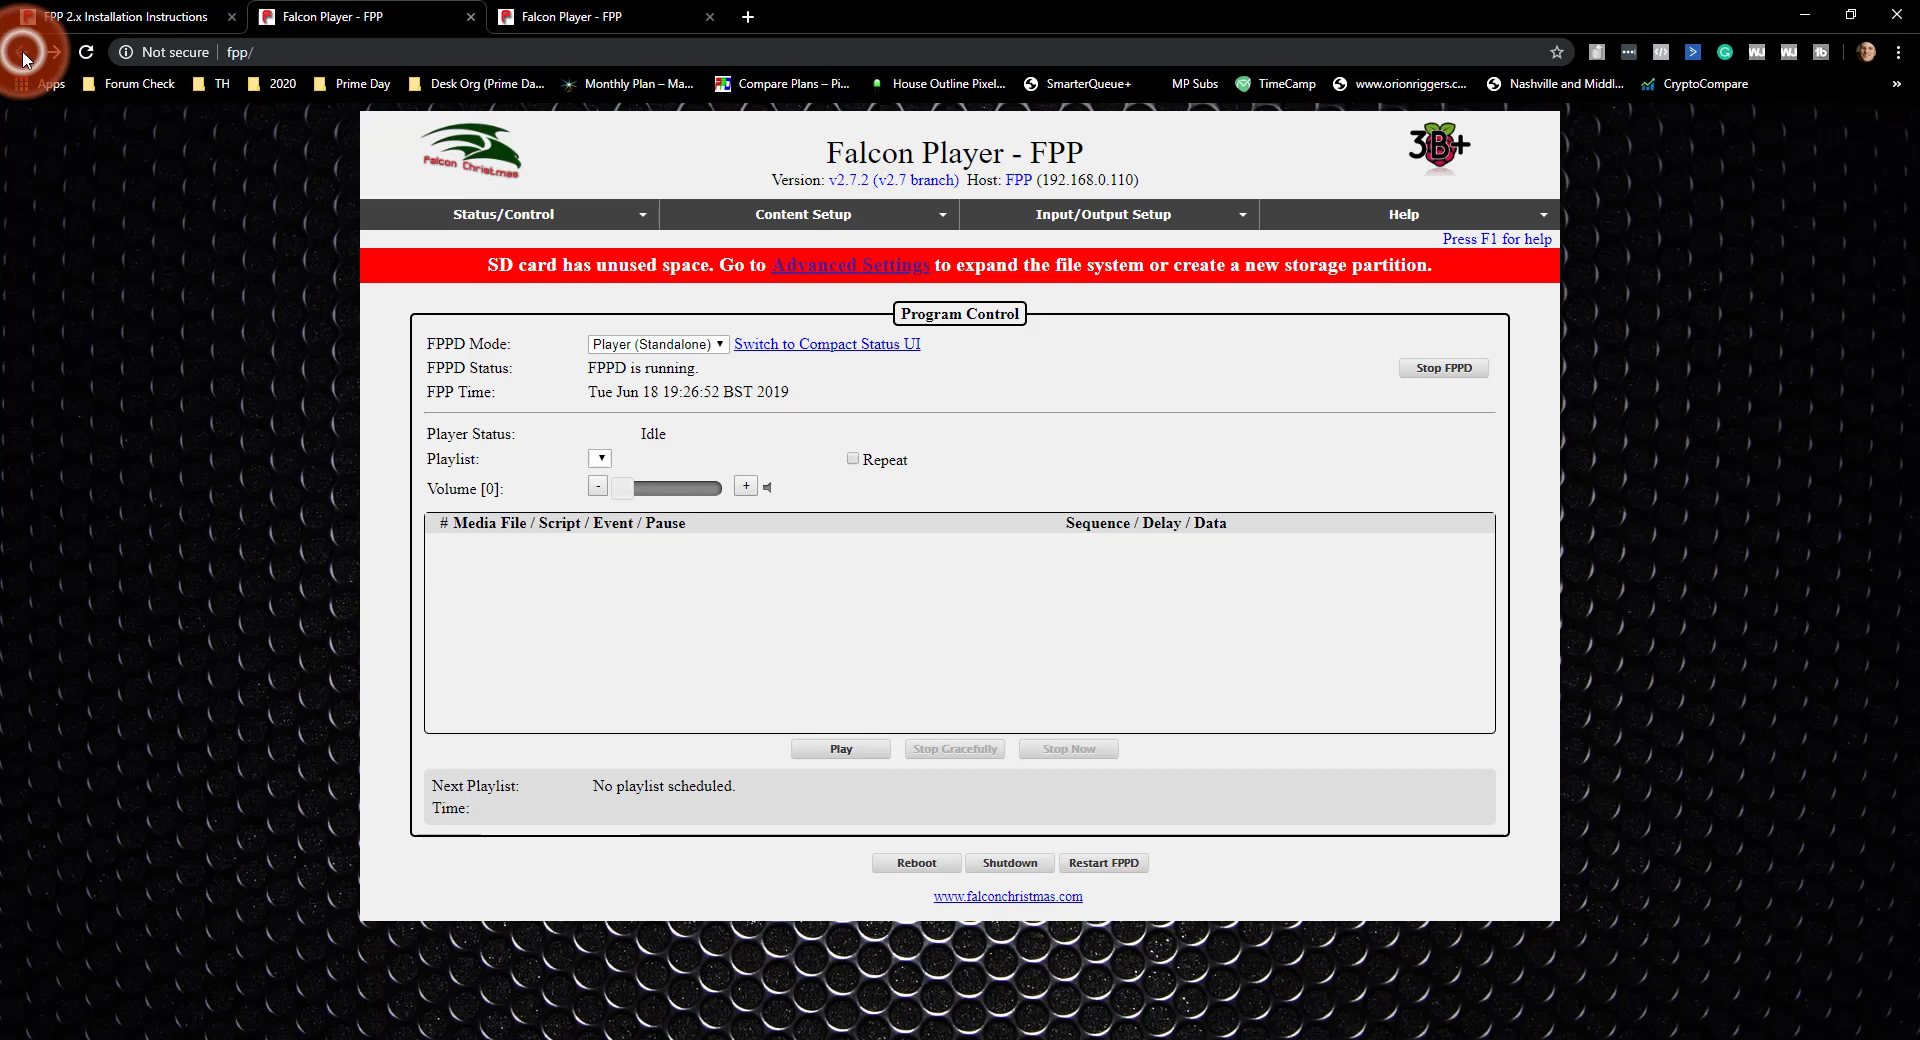 FPP 2.x Installation Instructions
Falcon Player - FPP
Falcon Player - FPP
Not secure
fpp/
Apps
Forum Check
TH
2020
Prime Day
Desk Org (Prime Da...
Monthly Plan – Ma...
Compare Plans – Pi...
House Outline Pixel...
SmarterQueue+
MP Subs
TimeCamp
www.orionriggers.c...
Nashville and Middl...
CryptoCompare
»
Falcon Christmas
3B+
Falcon Player - FPP
Version: v2.7.2 (v2.7 branch) Host: FPP (192.168.0.110)
Status/Control
Content Setup
Input/Output Setup
Help
Press F1 for help
SD card has unused space. Go to Advanced Settings to expand the file system or create a new storage partition.
Program Control
FPPD Mode: Player (Standalone) Switch to Compact Status UI
FPPD Status: FPPD is running.
Stop FPPD
FPP Time: Tue Jun 18 19:26:52 BST 2019
Player Status: Idle
Playlist:
Repeat
Volume [0]: - +
# Media File / Script / Event / Pause
Sequence / Delay / Data
Play
Stop Gracefully
Stop Now
Next Playlist: No playlist scheduled.
Time:
Reboot
Shutdown
Restart FPPD
www.falconchristmas.com